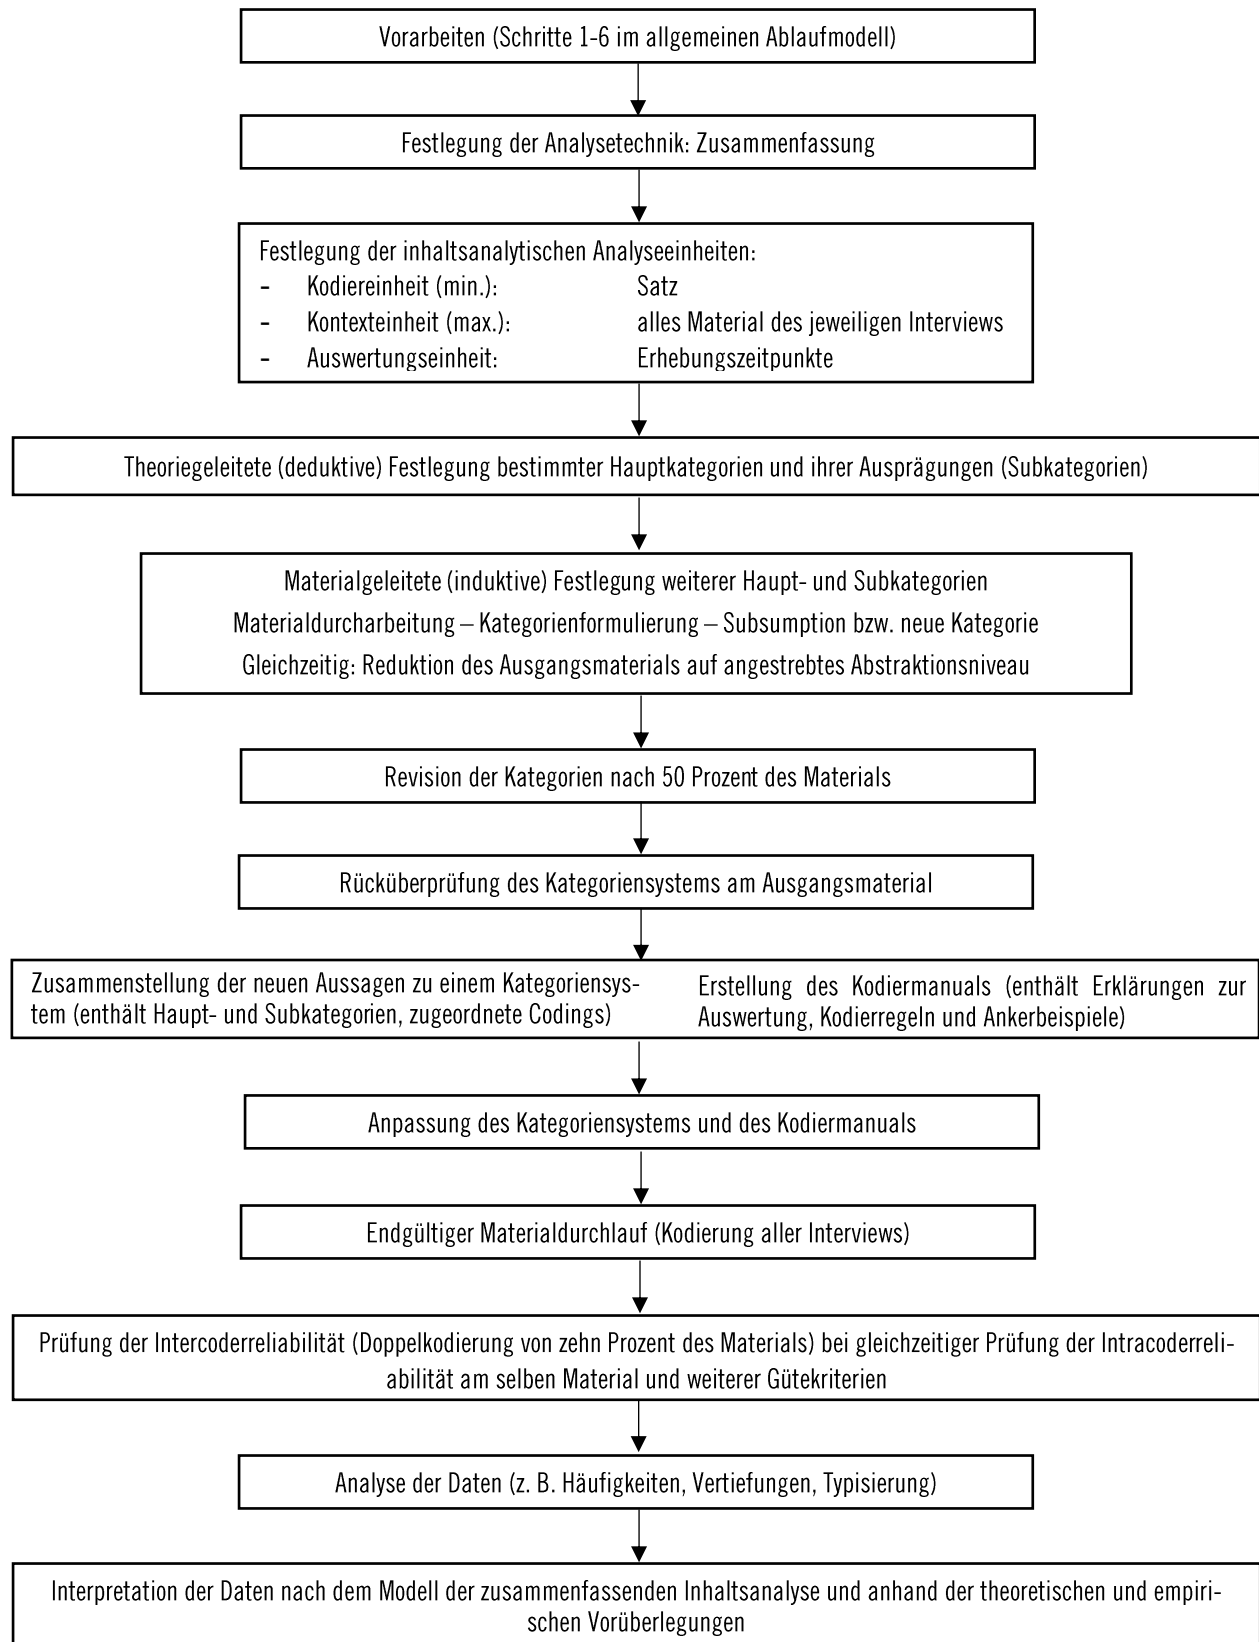 Vorarbeiten (Schritte 1-6 im allgemeinen Ablaufmodell)
Festlegung der Analysetechnik: Zusammenfassung
Festlegung der inhaltsanalytischen Analyseeinheiten:
- Kodiereinheit (min.): Satz
- Kontexteinheit (max.): alles Material des jeweiligen Interviews
- Auswertungseinheit: Erhebungszeitpunkte
Theoriegeleitete (deduktive) Festlegung bestimmter Hauptkategorien und ihrer Ausprägungen (Subkategorien)
Materialgeleitete (induktive) Festlegung weiterer Haupt- und Subkategorien
Materialdurcharbeitung – Kategorienformulierung – Subsumption bzw. neue Kategorie
Gleichzeitig: Reduktion des Ausgangsmaterials auf angestrebtes Abstraktionsniveau
Revision der Kategorien nach 50 Prozent des Materials
Rücküberprüfung des Kategoriensystems am Ausgangsmaterial
Zusammenstellung der neuen Aussagen zu einem Kategoriensys-
tem (enthält Haupt- und Subkategorien, zugeordnete Codings)
Erstellung des Kodiermanuals (enthält Erklärungen zur
Auswertung, Kodierregeln und Ankerbeispiele)
Anpassung des Kategoriensystems und des Kodiermanuals
Endgültiger Materialdurchlauf (Kodierung aller Interviews)
Prüfung der Intercoderreliabilität (Doppelkodierung von zehn Prozent des Materials) bei gleichzeitiger Prüfung der Intracoderreli-
abilität am selben Material und weiterer Gütekriterien
Analyse der Daten (z. B. Häufigkeiten, Vertiefungen, Typisierung)
Interpretation der Daten nach dem Modell der zusammenfassenden Inhaltsanalyse und anhand der theoretischen und empiri-
schen Vorüberlegungen